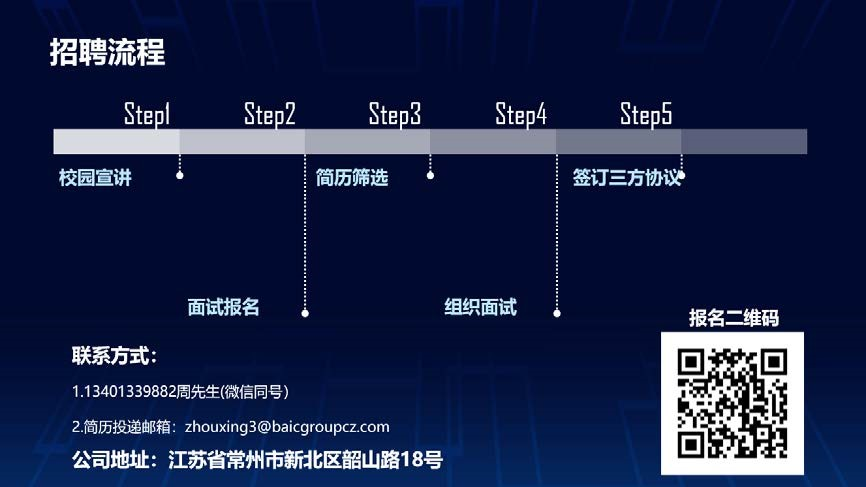 招聘流程
Step1 Step2 Step3 Step4 Step5
校园宣讲 简历筛选 签订三方协议
面试报名 组织面试
报名二维码
联系方式：
1.13401339882周先生(微信同号)
2.简历投递邮箱：zhouxing3@baicgroupcz.com
公司地址：江苏省常州市新北区韶山路18号